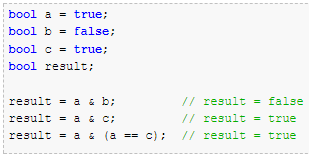 bool a = true;
bool b = false;
bool c = true;
bool result;
result = a & b;         // result = false
result = a & c;         // result = true
result = a & (a == c);  // result = true